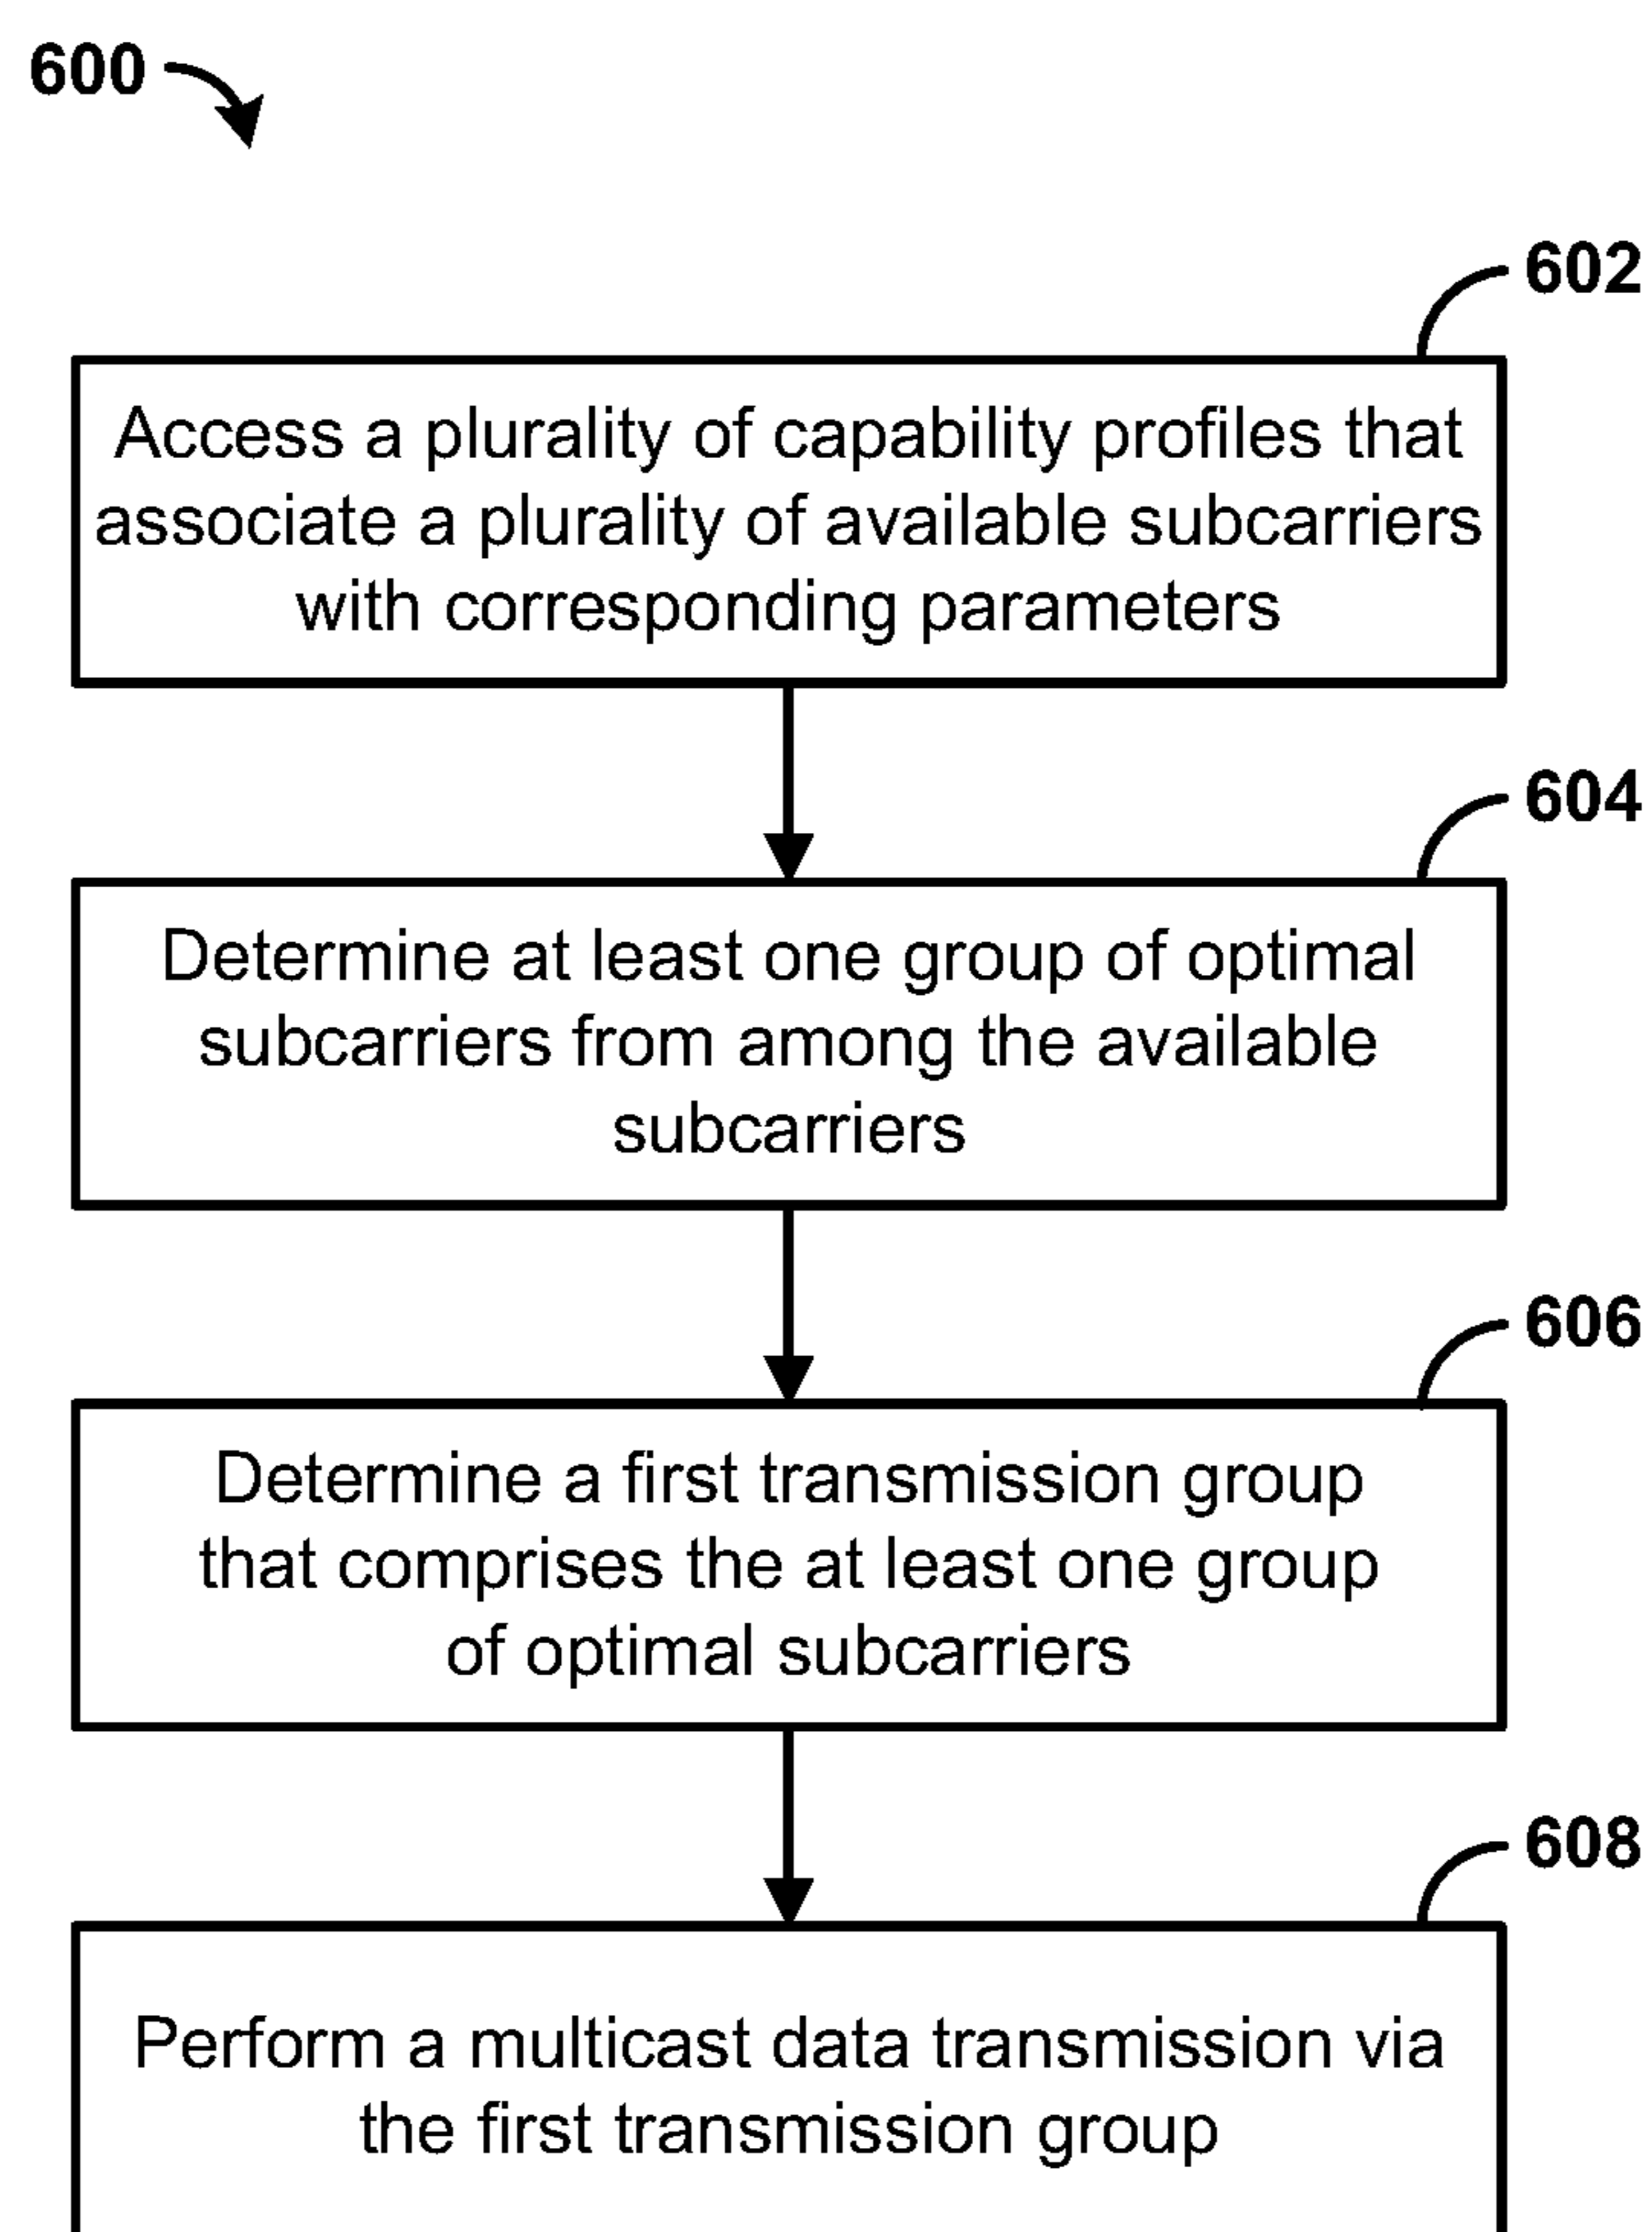 600
602
Access a plurality of capability profiles that
associate a plurality of available subcarriers
with corresponding parameters
604
Determine at least one group of optimal
subcarriers from among the available
subcarriers
606
Determine a first transmission group
that comprises the at least one group
of optimal subcarriers
608
Perform a multicast data transmission via
the first transmission group